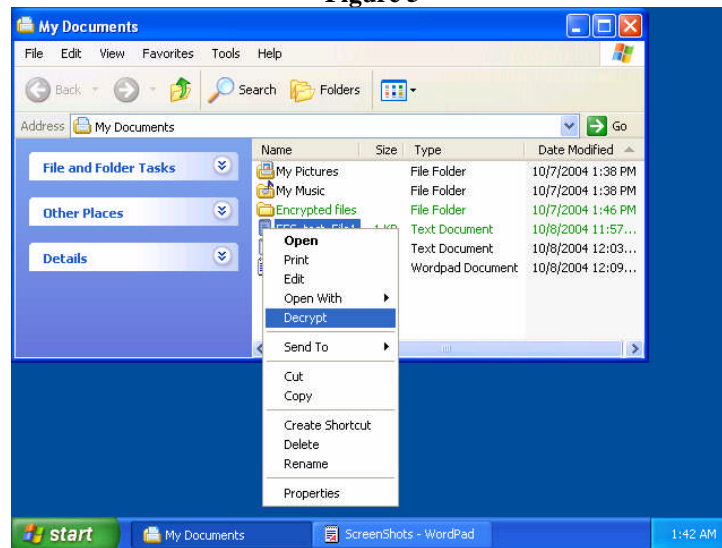 My Documents
File Edit View Favorites Tools Help
Back Search Folders
Address My Documents Go
Name Size Type Date Modified
File and Folder Tasks
Other Places
Details
My Pictures File Folder 10/7/2004 1:38 PM
My Music File Folder 10/7/2004 1:38 PM
Encrypted files File Folder 10/7/2004 1:46 PM
1 KB Text Document 10/8/2004 11:57...
Text Document 10/8/2004 12:03...
Wordpad Document 10/8/2004 12:09...
Open
Print
Edit
Open With
Decrypt
Send To
Cut
Copy
Create Shortcut
Delete
Rename
Properties
start My Documents ScreenShots - WordPad 1:42 AM